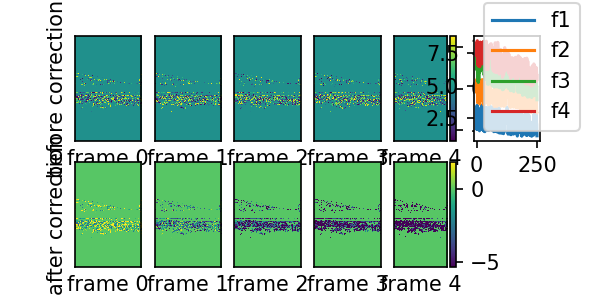 before correction
frame 0
frame 1
frame 2
frame 3
frame 4
7.5
5.0
2.5
0
250
f1
f2
f3
f4
after correction
frame 0
frame 1
frame 2
frame 3
frame 4
0
−5